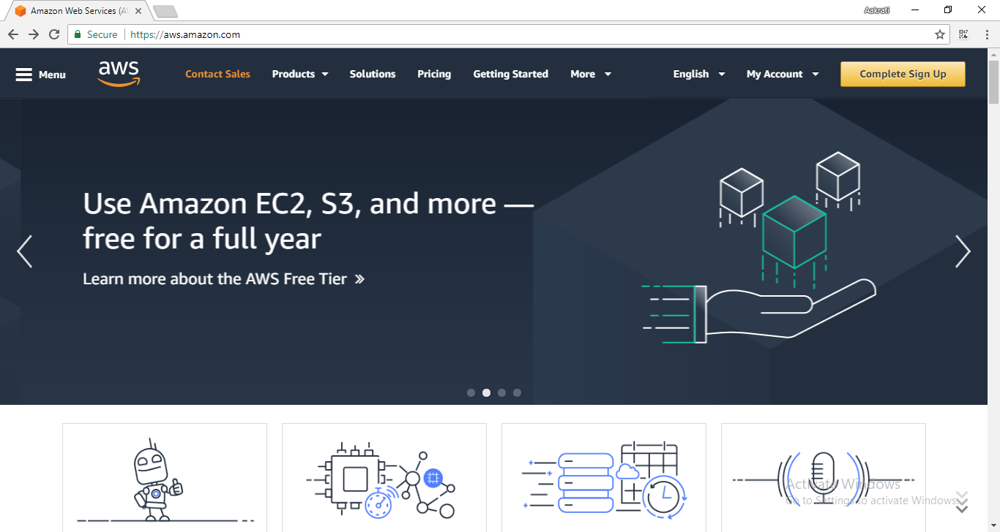 Amazon Web Services (A
Aakrati
Secure
https://aws.amazon.com
Menu
aws
Contact Sales
Products
Solutions
Pricing
Getting Started
More
English
My Account
Complete Sign Up
Use Amazon EC2, S3, and more —
free for a full year
Learn more about the AWS Free Tier »
Activate Windows
Go to Settings to activate Windows.